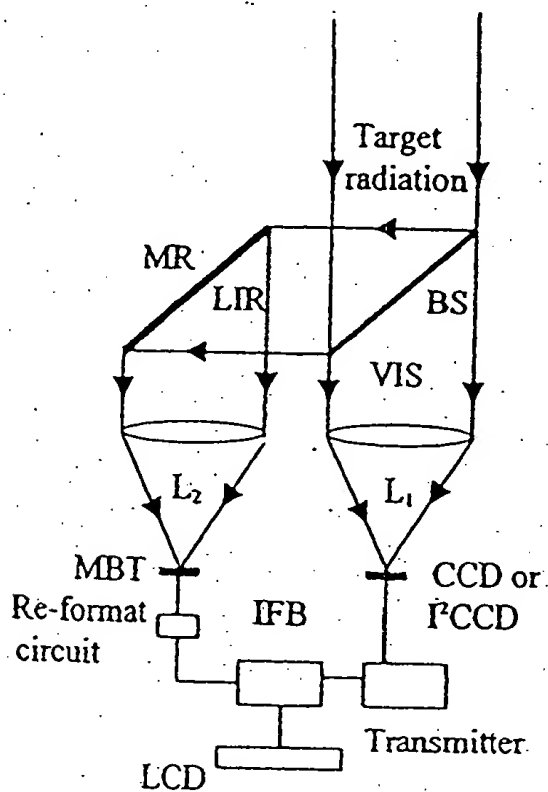 Target
radiation
MR
LIR
BS
VIS
L₂
L₁
MBT
CCD or
I²CCD
Re-format
circuit
IFB
Transmitter
LCD